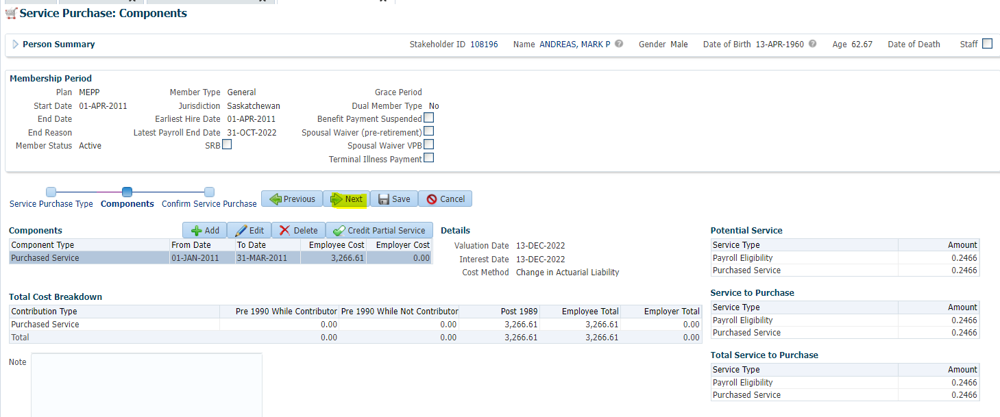 Service Purchase: Components
Person Summary Stakeholder ID 108196 Name ANDREAS, MARK P Gender Male Date of Birth 13-APR-1960 Age 62.67 Date of Death Staff
Membership Period
Plan MEPP Member Type General Grace Period
Start Date 01-APR-2011 Jurisdiction Saskatchewan Dual Member Type No
End Date Earliest Hire Date 01-APR-2011 Benefit Payment Suspended
End Reason Latest Payroll End Date 31-OCT-2022 Spousal Waiver (pre-retirement)
Member Status Active SRB Spousal Waiver VPB
Terminal Illness Payment
Service Purchase Type Components Confirm Service Purchase Previous Next Save Cancel
Components Add Edit Delete Credit Partial Service
Component Type From Date To Date Employee Cost Employer Cost
Purchased Service 01-JAN-2011 31-MAR-2011 3,266.61 0.00
Details
Valuation Date 13-DEC-2022
Interest Date 13-DEC-2022
Cost Method Change in Actuarial Liability
Potential Service
Service Type Amount
Payroll Eligibility 0.2466
Purchased Service 0.2466
Total Cost Breakdown
Contribution Type Pre 1990 While Contributor Pre 1990 While Not Contributor Post 1989 Employee Total Employer Total
Purchased Service 0.00 0.00 3,266.61 3,266.61 0.00
Total 0.00 0.00 3,266.61 3,266.61 0.00
Service to Purchase
Service Type Amount
Payroll Eligibility 0.2466
Purchased Service 0.2466
Note
Total Service to Purchase
Service Type Amount
Payroll Eligibility 0.2466
Purchased Service 0.2466